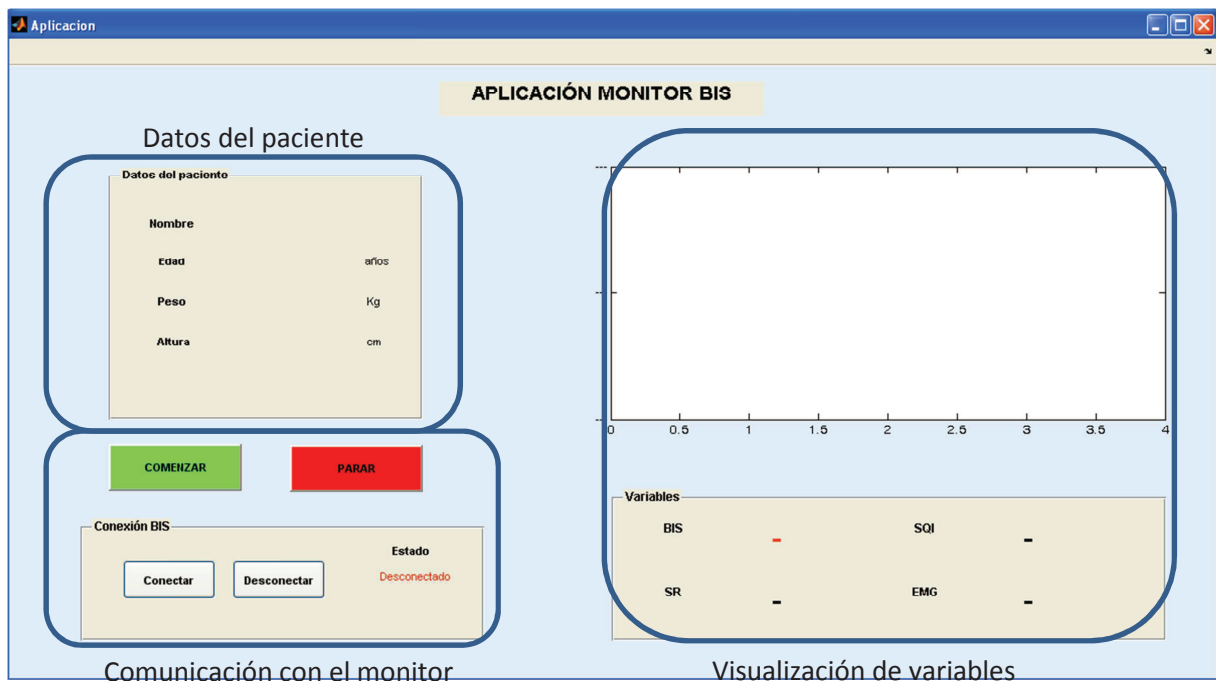 Aplicacion
APLICACIÓN MONITOR BIS
Datos del paciente
Datos del paciente
Nombre
Edad años
Peso Kg
Altura cm
COMENZAR PARAR
Conexión BIS
Estado
Conectar Desconectar Desconectado
Comunicación con el monitor
0 0.5 1 1.5 2 2.5 3 3.5 4
Variables
BIS - SQI -
SR - EMG -
Visualización de variables